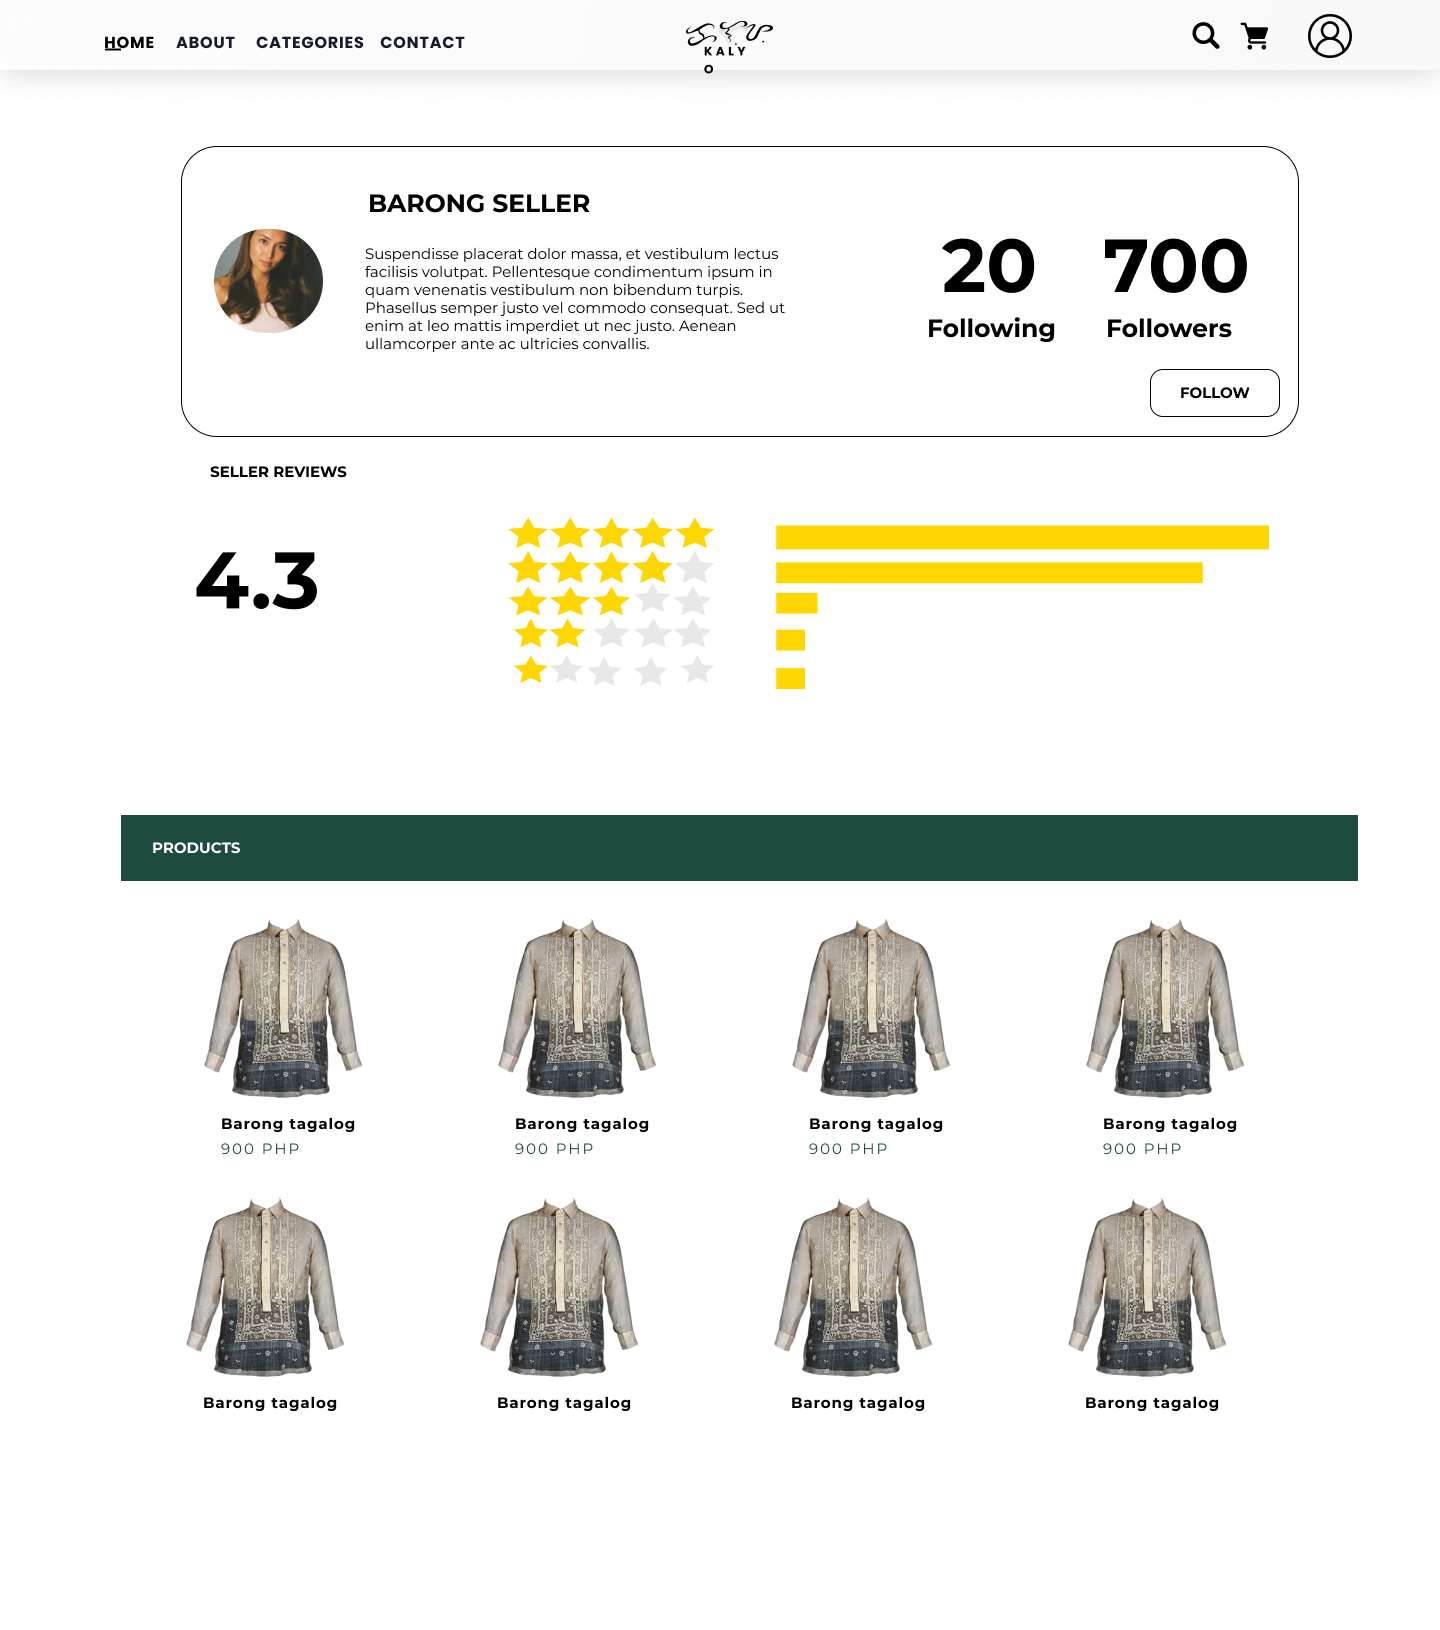 HOME ABOUT CATEGORIES CONTACT
KALY
O
BARONG SELLER
Suspendisse placerat dolor massa, et vestibulum lectus
facilisis volutpat. Pellentesque condimentum ipsum in
quam venenatis vestibulum non bibendum turpis.
Phasellus semper justo vel commodo consequat. Sed ut
enim at leo mattis imperdiet ut nec justo. Aenean
ullamcorper ante ac ultricies convallis.
20 700
Following Followers
FOLLOW
SELLER REVIEWS
4.3
PRODUCTS
Barong tagalog Barong tagalog Barong tagalog Barong tagalog
900 PHP 900 PHP 900 PHP 900 PHP
Barong tagalog Barong tagalog Barong tagalog Barong tagalog